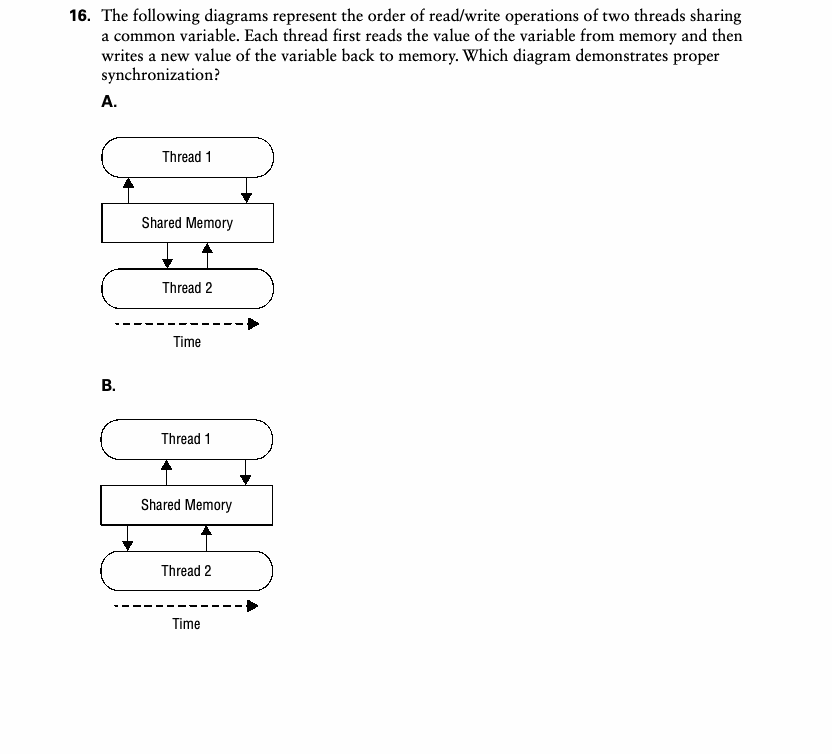 16. The following diagrams represent the order of read/write operations of two threads sharing
a common variable. Each thread first reads the value of the variable from memory and then
writes a new value of the variable back to memory. Which diagram demonstrates proper
synchronization?
A.
Thread 1
Shared Memory
Thread 2
Time
B.
Thread 1
Shared Memory
Thread 2
Time